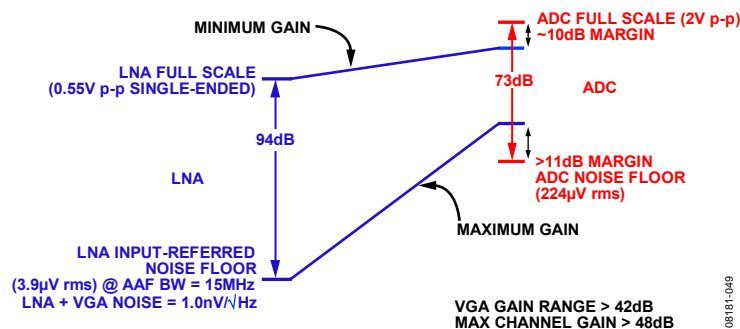 MINIMUM GAIN
ADC FULL SCALE (2V p-p)
~10dB MARGIN
LNA FULL SCALE
(0.55V p-p SINGLE-ENDED)
73dB
ADC
94dB
LNA
>11dB MARGIN
ADC NOISE FLOOR
(224µV rms)
MAXIMUM GAIN
LNA INPUT-REFERRED
NOISE FLOOR
(3.9µV rms) @ AAF BW = 15MHz
LNA + VGA NOISE = 1.0nV/√Hz
VGA GAIN RANGE > 42dB
MAX CHANNEL GAIN > 48dB
08181-049